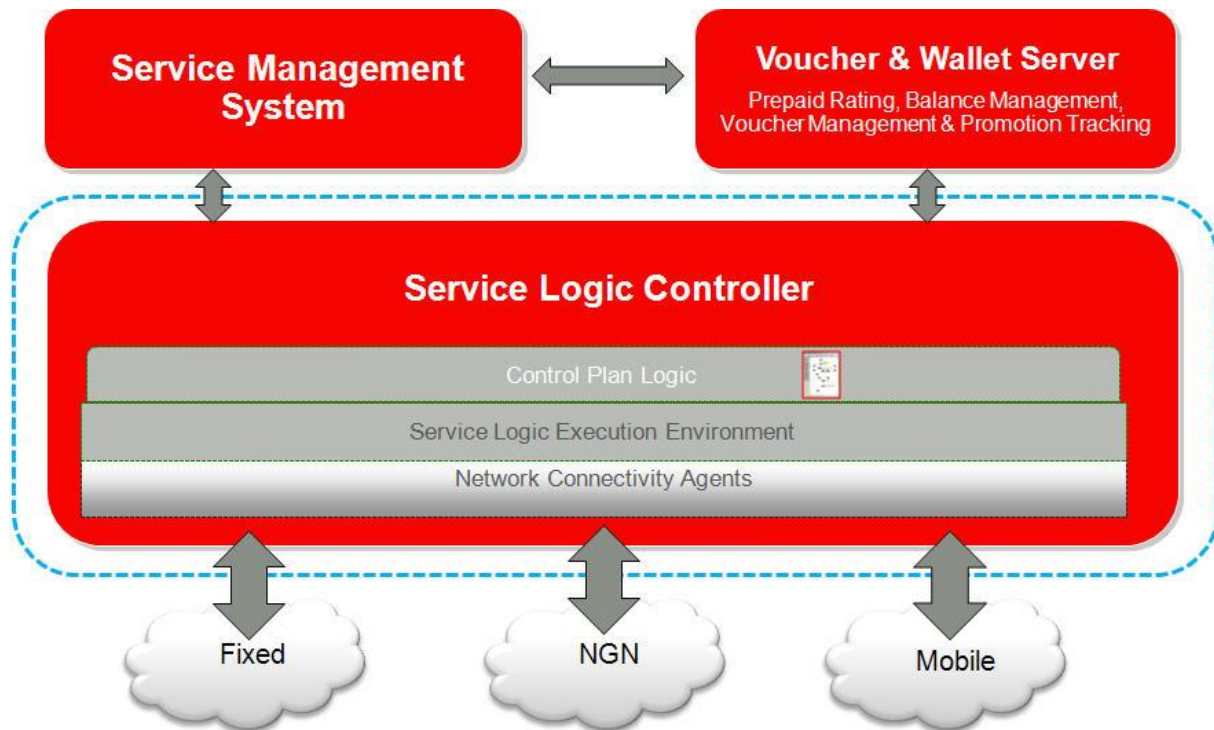 Service Management
System
Voucher & Wallet Server
Prepaid Rating, Balance Management,
Voucher Management & Promotion Tracking
Service Logic Controller
Control Plan Logic
Service Logic Execution Environment
Network Connectivity Agents
Fixed
NGN
Mobile